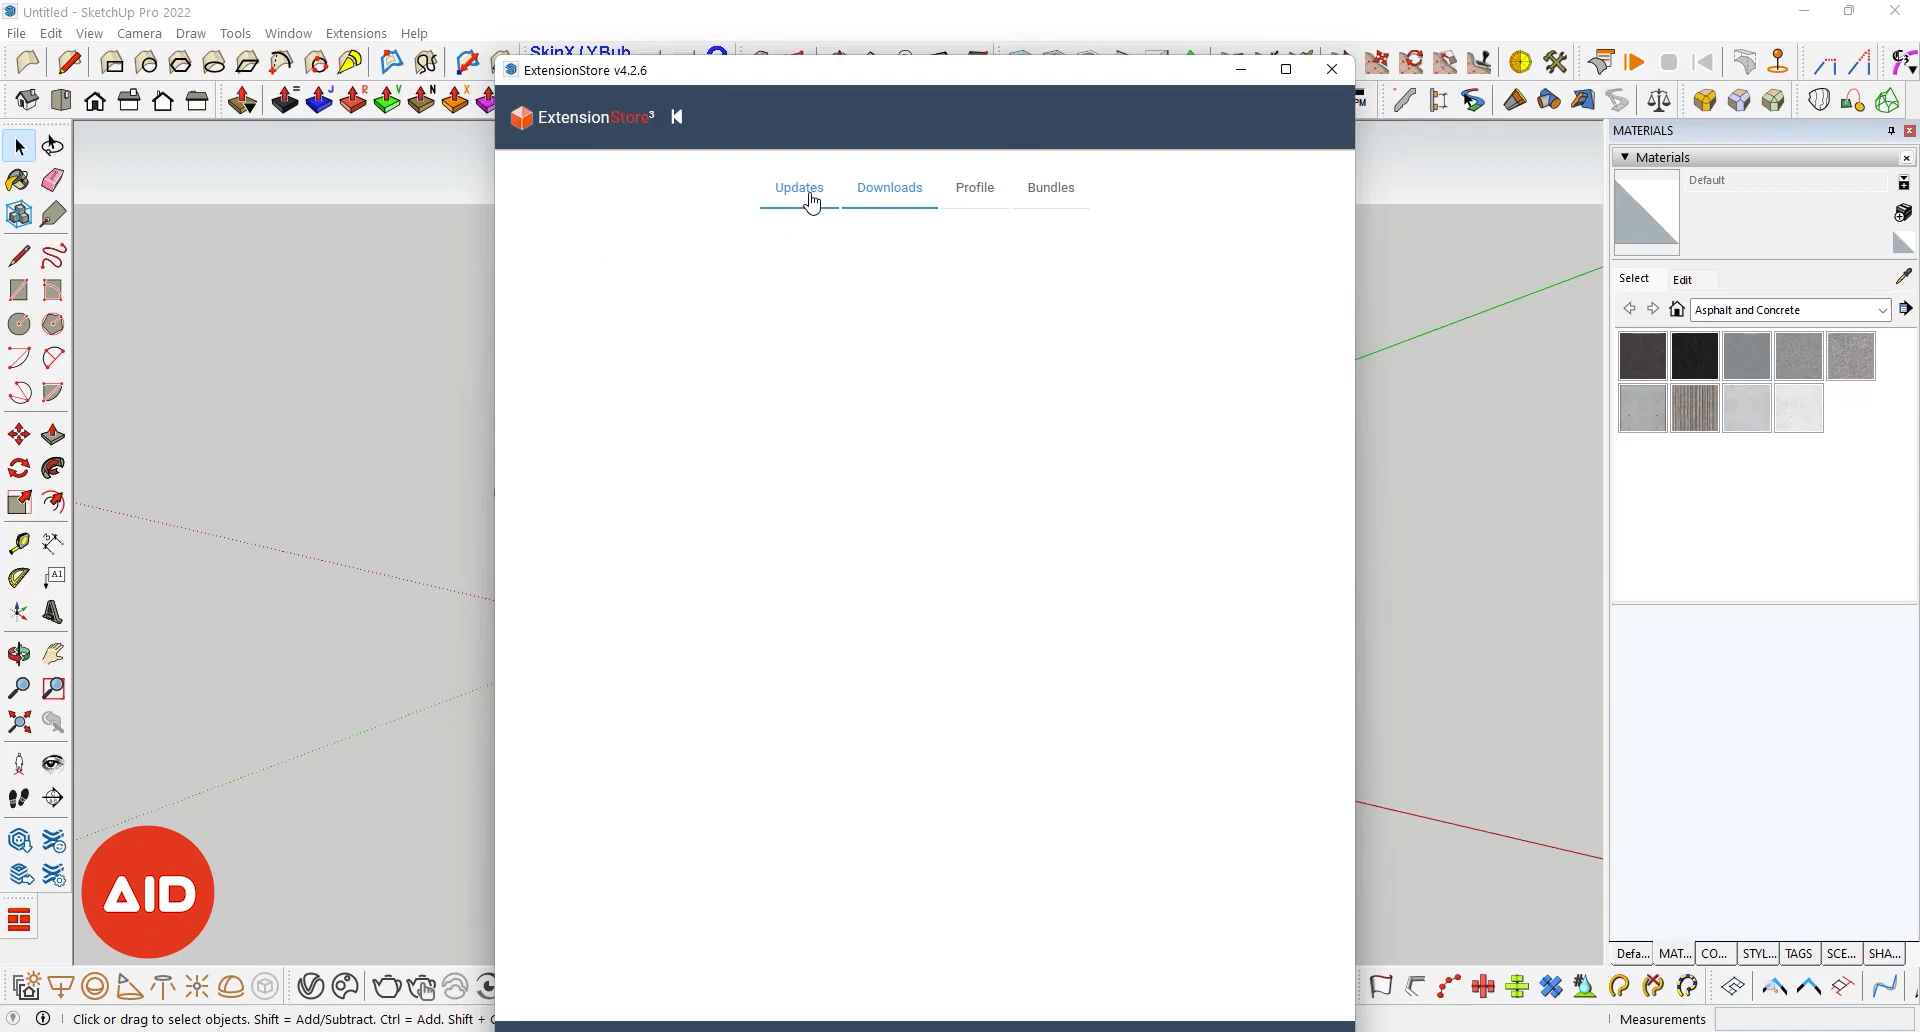 Untitled - SketchUp Pro 2022
File Edit View Camera Draw Tools Window Extensions Help
ExtensionStore v4.2.6
ExtensionStore³
Updates Downloads Profile Bundles
MATERIALS
Materials
Default
Select Edit
Asphalt and Concrete
A1
AID
Defa... MAT... CO... STYL... TAGS SCE... SHA...
Click or drag to select objects. Shift = Add/Subtract. Ctrl = Add. Shift +
Measurements